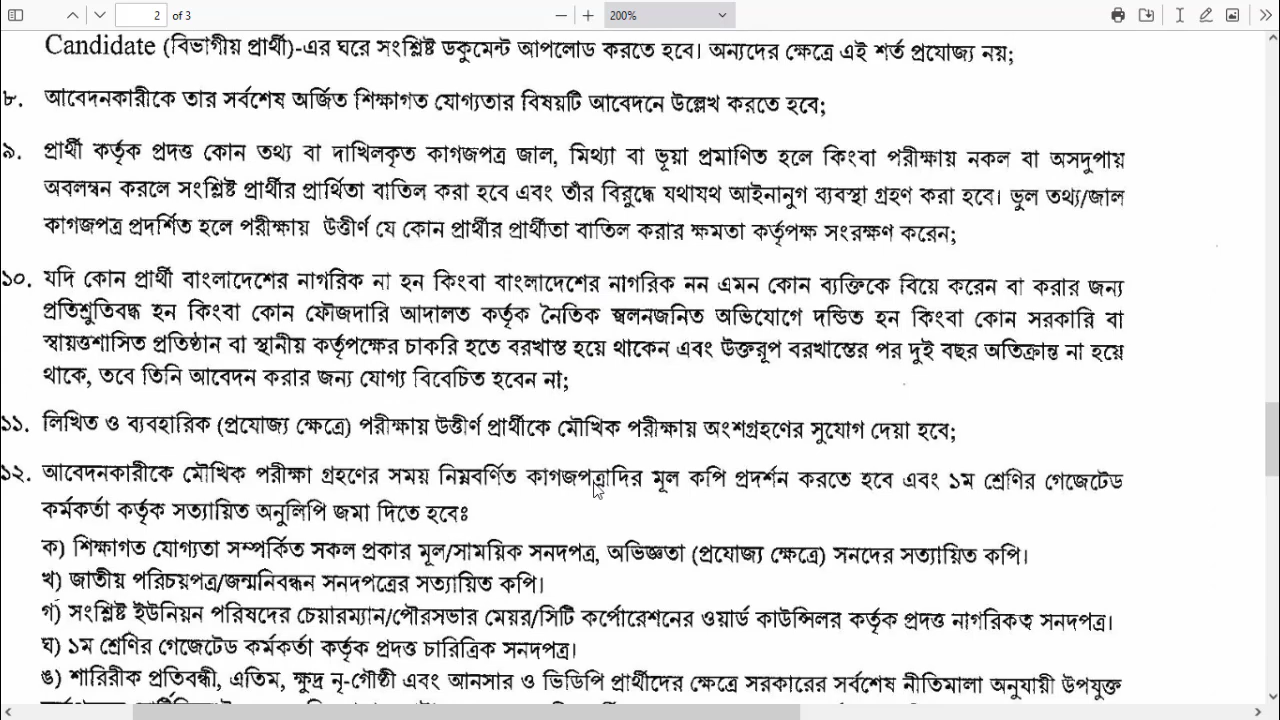 2 of 3 200%
Candidate (বিভাগীয় প্রার্থী)-এর ঘরে সংশ্লিষ্ট ডকুমেন্ট আপলোড করতে হবে। অন্যদের ক্ষেত্রে এই শর্ত প্রযোজ্য নয়;
৮. আবেদনকারীকে তার সর্বশেষ অর্জিত শিক্ষাগত যোগ্যতার বিষয়টি আবেদনে উল্লেখ করতে হবে;
৯. প্রার্থী কর্তৃক প্রদত্ত কোন তথ্য বা দাখিলকৃত কাগজপত্র জাল, মিথ্যা বা ভূয়া প্রমাণিত হলে কিংবা পরীক্ষায় নকল বা অসদুপায়
অবলম্বন করলে সংশ্লিষ্ট প্রার্থীর প্রার্থিতা বাতিল করা হবে এবং তাঁর বিরুদ্ধে যথাযথ আইনানুগ ব্যবস্থা গ্রহণ করা হবে। ভুল তথ্য/জাল
কাগজপত্র প্রদর্শিত হলে পরীক্ষায় উত্তীর্ণ যে কোন প্রার্থীর প্রার্থীতা বাতিল করার ক্ষমতা কর্তৃপক্ষ সংরক্ষণ করেন;
১০. যদি কোন প্রার্থী বাংলাদেশের নাগরিক না হন কিংবা বাংলাদেশের নাগরিক নন এমন কোন ব্যক্তিকে বিয়ে করেন বা করার জন্য
প্রতিশ্রুতিবদ্ধ হন কিংবা কোন ফৌজদারি আদালত কর্তৃক নৈতিক স্খলনজনিত অভিযোগে দন্ডিত হন কিংবা কোন সরকারি বা
স্বায়ত্তশাসিত প্রতিষ্ঠান বা স্থানীয় কর্তৃপক্ষের চাকরি হতে বরখাস্ত হয়ে থাকেন এবং উক্তরূপ বরখাস্তের পর দুই বছর অতিক্রান্ত না হয়ে
থাকে, তবে তিনি আবেদন করার জন্য যোগ্য বিবেচিত হবেন না;
১১. লিখিত ও ব্যবহারিক (প্রযোজ্য ক্ষেত্রে) পরীক্ষায় উত্তীর্ণ প্রার্থীকে মৌখিক পরীক্ষায় অংশগ্রহণের সুযোগ দেয়া হবে;
১২. আবেদনকারীকে মৌখিক পরীক্ষা গ্রহণের সময় নিম্নবর্ণিত কাগজপত্রাদির মূল কপি প্রদর্শন করতে হবে এবং ১ম শ্রেণির গেজেটেড
কর্মকর্তা কর্তৃক সত্যায়িত অনুলিপি জমা দিতে হবেঃ
ক) শিক্ষাগত যোগ্যতা সম্পর্কিত সকল প্রকার মূল/সাময়িক সনদপত্র, অভিজ্ঞতা (প্রযোজ্য ক্ষেত্রে) সনদের সত্যায়িত কপি।
খ) জাতীয় পরিচয়পত্র/জন্মনিবন্ধন সনদপত্রের সত্যায়িত কপি।
গ) সংশ্লিষ্ট ইউনিয়ন পরিষদের চেয়ারম্যান/পৌরসভার মেয়র/সিটি কর্পোরেশনের ওয়ার্ড কাউন্সিলর কর্তৃক প্রদত্ত নাগরিকত্ব সনদপত্র।
ঘ) ১ম শ্রেণির গেজেটেড কর্মকর্তা কর্তৃক প্রদত্ত চারিত্রিক সনদপত্র।
ঙ) শারিরীক প্রতিবন্ধী, এতিম, ক্ষুদ্র নৃ-গৌষ্ঠী এবং আনসার ও ভিডিপি প্রার্থীদের ক্ষেত্রে সরকারের সর্বশেষ নীতিমালা অনুযায়ী উপযুক্ত